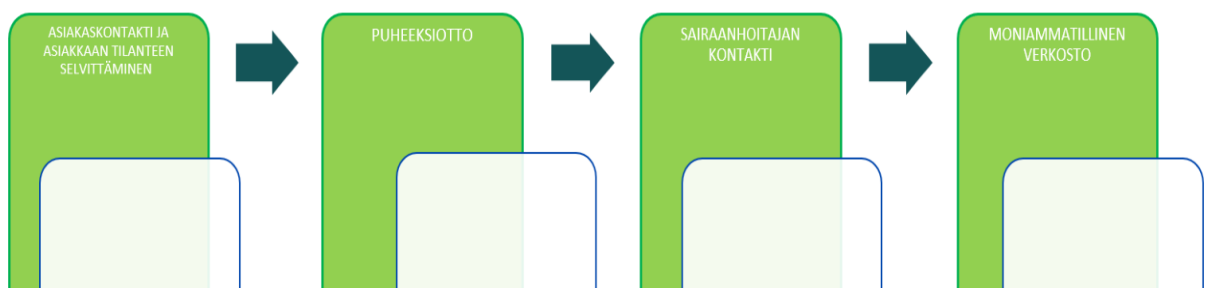 ASIAKASKONTAKTI JA
ASIAKKAAN TILANTEEN
SELVITTÄMINEN
PUHEEKSIOTTO
SAIRAANHOITAJAN
KONTAKTI
MONIAMMATILLINEN
VERKOSTO